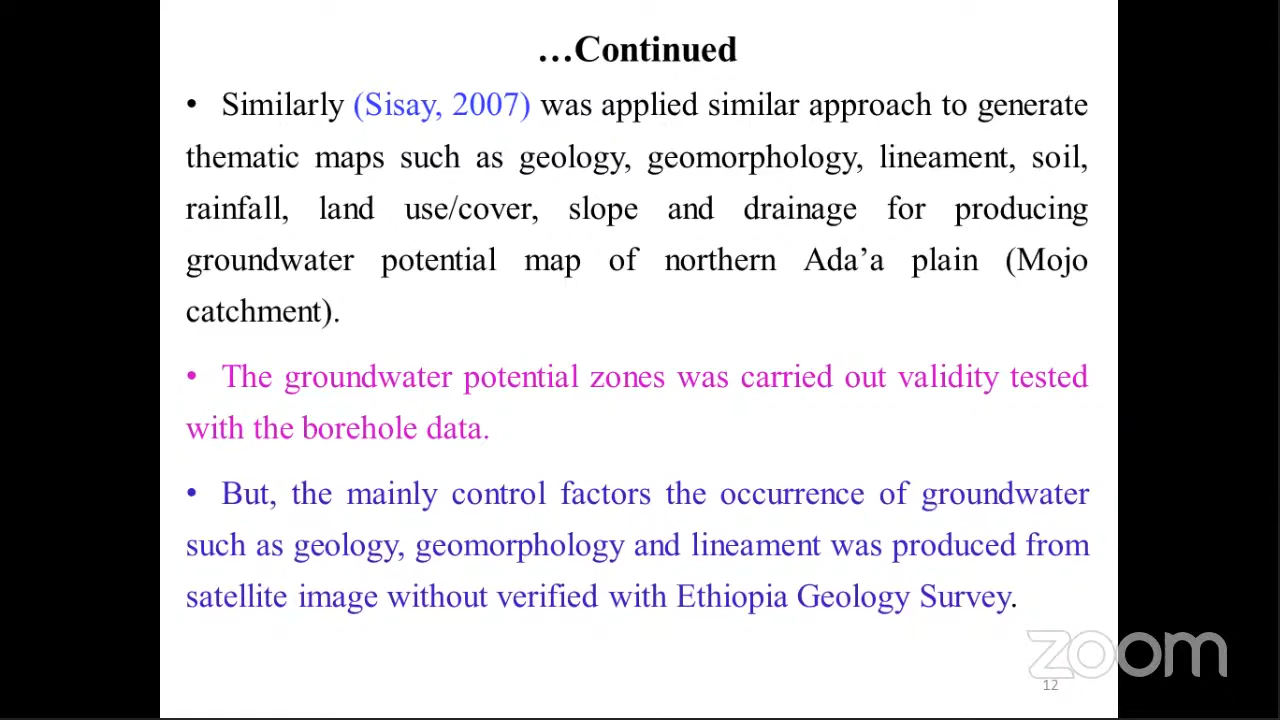 …Continued
• Similarly (Sisay, 2007) was applied similar approach to generate
thematic maps such as geology, geomorphology, lineament, soil,
rainfall, land use/cover, slope and drainage for producing
groundwater potential map of northern Ada’a plain (Mojo
catchment).
• The groundwater potential zones was carried out validity tested
with the borehole data.
• But, the mainly control factors the occurrence of groundwater
such as geology, geomorphology and lineament was produced from
satellite image without verified with Ethiopia Geology Survey.
zoom
12